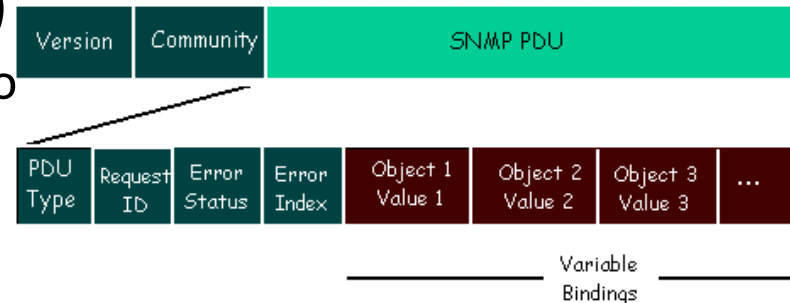 )
o
Version Community SNMP PDU
PDU Type Request ID Error Status Error Index Object 1 Value 1 Object 2 Value 2 Object 3 Value 3 ...
Variable
Bindings